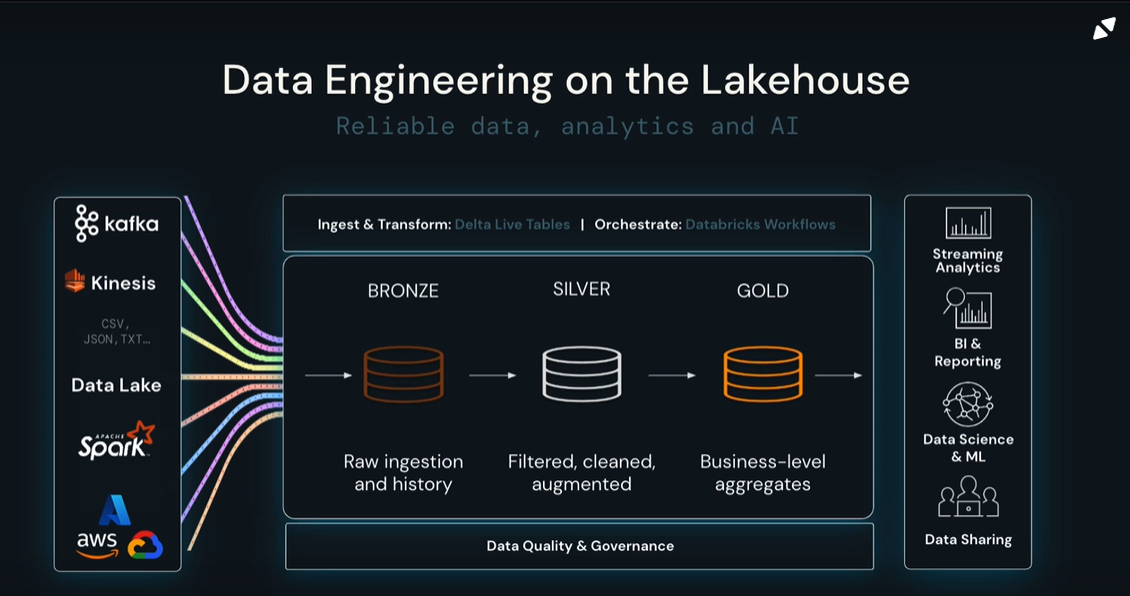 Data Engineering on the Lakehouse
Reliable data, analytics and AI
kafka
Kinesis
CSV,
JSON, TXT...
Data Lake
APACHE
Spark
aws
Ingest & Transform: Delta Live Tables | Orchestrate: Databricks Workflows
BRONZE
SILVER
GOLD
Raw ingestion
and history
Filtered, cleaned,
augmented
Business-level
aggregates
Data Quality & Governance
Streaming
Analytics
BI &
Reporting
Data Science
& ML
Data Sharing